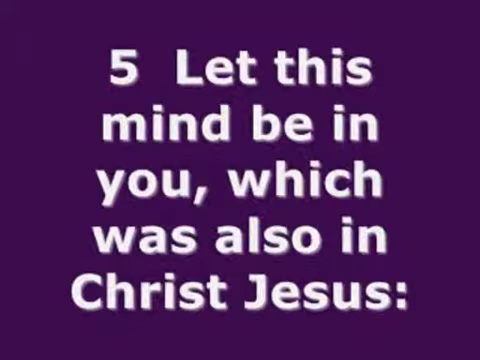 5  Let this
mind be in
you, which
was also in
Christ Jesus: